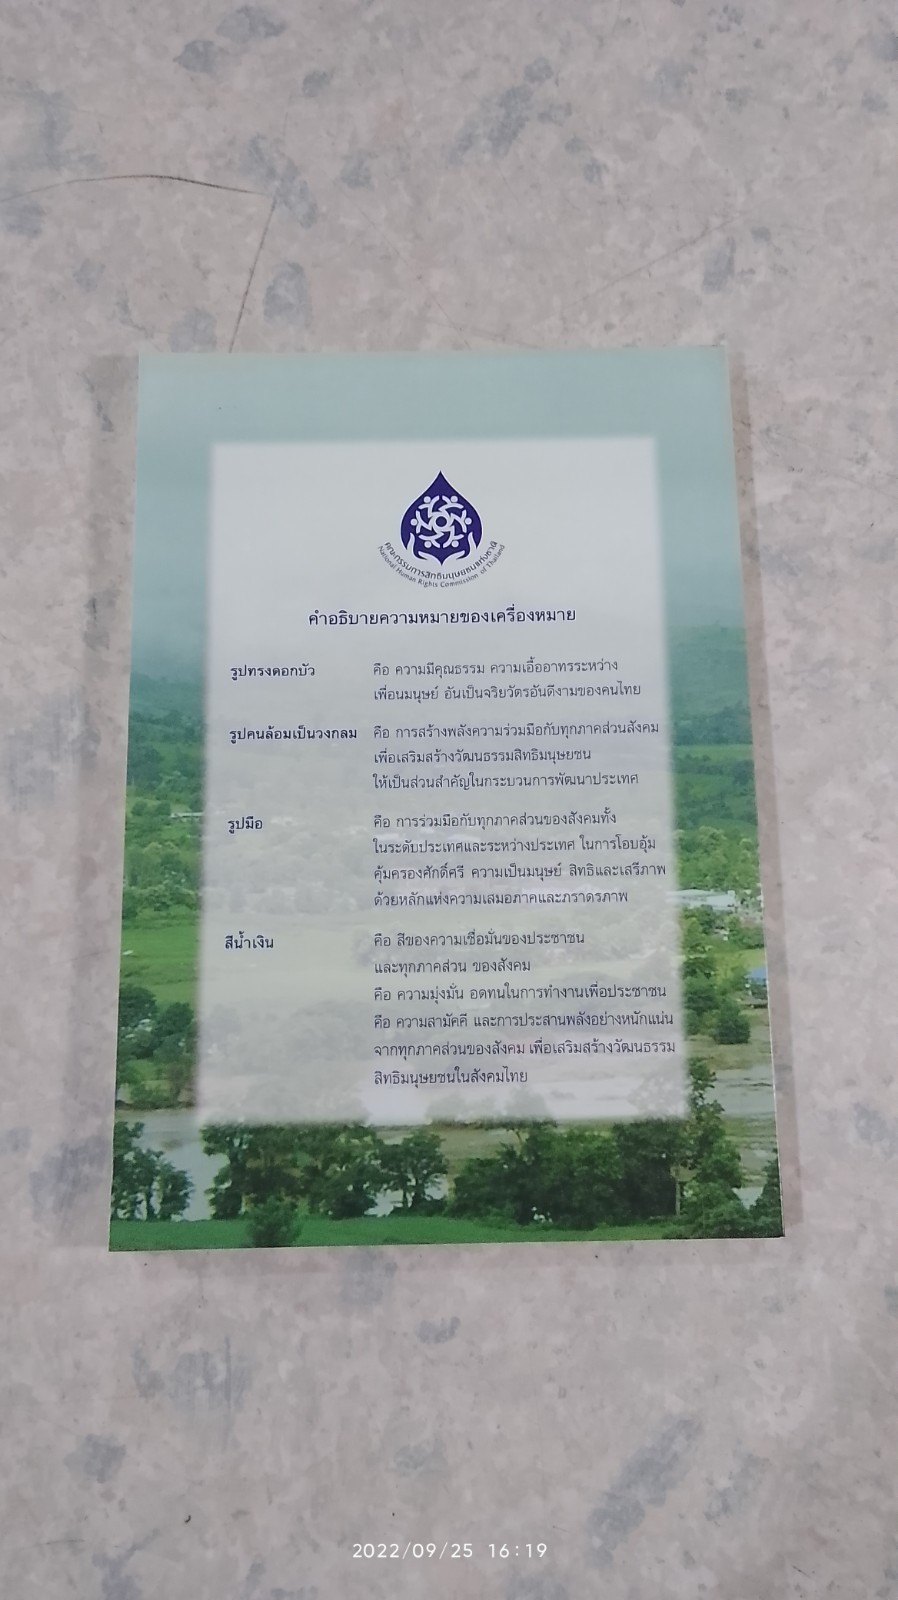 คณะกรรมการสิทธิมนุษยชนแห่งชาติ
National Human Rights Commission of Thailand
คำอธิบายความหมายของเครื่องหมาย
รูปทรงดอกบัว คือ ความมีคุณธรรม ความเอื้ออาทรระหว่าง
เพื่อนมนุษย์ อันเป็นจริยวัตรอันดีงามของคนไทย
รูปคนล้อมเป็นวงกลม คือ การสร้างพลังความร่วมมือกับทุกภาคส่วนสังคม
เพื่อเสริมสร้างวัฒนธรรมสิทธิมนุษยชน
ให้เป็นส่วนสำคัญในกระบวนการพัฒนาประเทศ
รูปมือ คือ การร่วมมือกับทุกภาคส่วนของสังคมทั้ง
ในระดับประเทศและระหว่างประเทศ ในการโอบอุ้ม
คุ้มครองศักดิ์ศรี ความเป็นมนุษย์ สิทธิและเสรีภาพ
ด้วยหลักแห่งความเสมอภาคและภราดรภาพ
สีน้ำเงิน คือ สีของความเชื่อมั่นของประชาชน
และทุกภาคส่วน ของสังคม
คือ ความมุ่งมั่น อดทนในการทำงานเพื่อประชาชน
คือ ความสามัคคี และการประสานพลังอย่างหนักแน่น
จากทุกภาคส่วนของสังคม เพื่อเสริมสร้างวัฒนธรรม
สิทธิมนุษยชนในสังคมไทย
2022/09/25 16:19